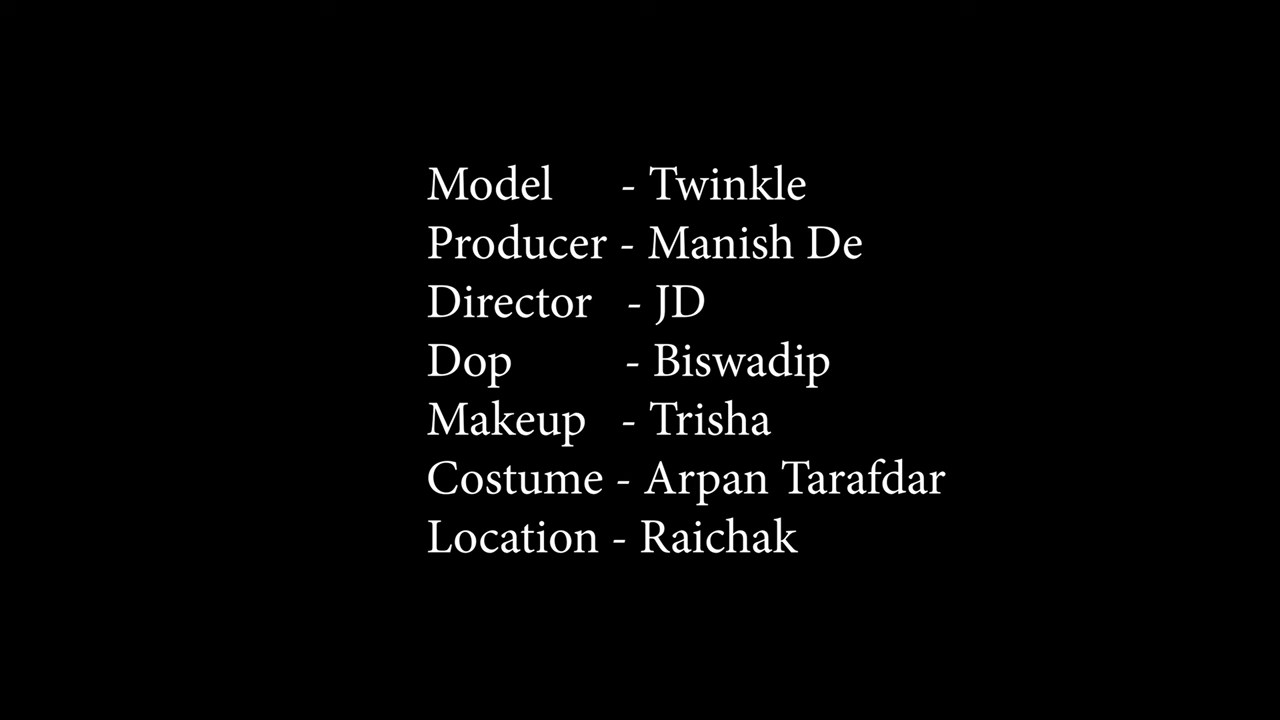 Model - Twinkle
Producer - Manish De
Director - JD
Dop - Biswadip
Makeup - Trisha
Costume - Arpan Tarafdar
Location - Raichak